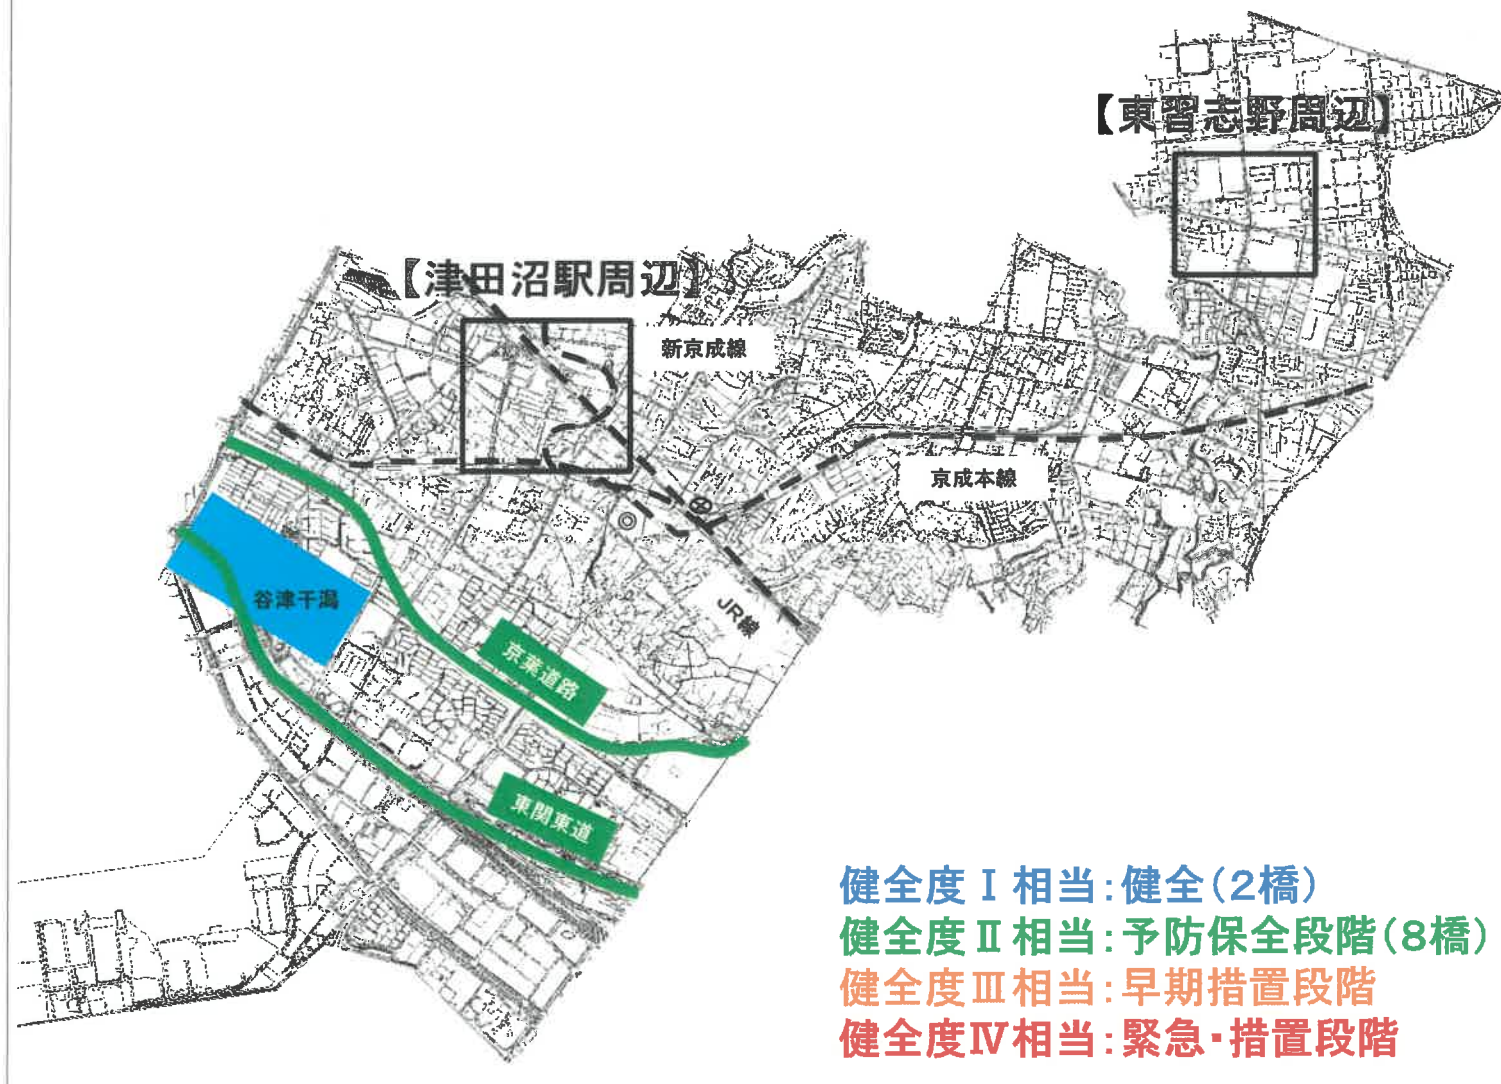 【東習志野周辺】
【津田沼駅周辺】
新京成線
京成本線
谷津干潟
JR線
京葉道路
東関東道
健全度Ⅰ相当：健全(2橋)
健全度Ⅱ相当：予防保全段階(8橋)
健全度Ⅲ相当：早期措置段階
健全度Ⅳ相当：緊急・措置段階